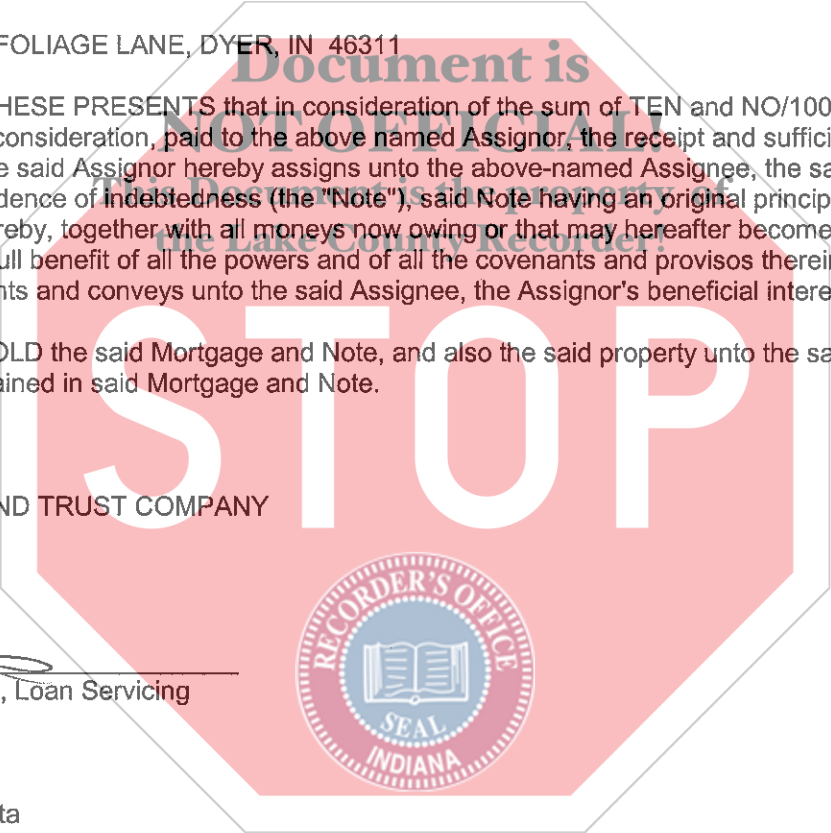 FOLIAGE LANE, DYER, IN 46311
Document is
HESE PRESENTS that in consideration of the sum of TEN and NO/100
NOT OFFICIAL!
consideration, paid to the above named Assignor, the receipt and suffici
e said Assignor hereby assigns unto the above-named Assignee, the sa
This Document is the property of
dence of Indebtedness (the "Note"), said Note having an original princip
reby, together with all moneys now owing or that may hereafter become
the Lake County Recorder!
ull benefit of all the powers and of all the covenants and provisos therein
nts and conveys unto the said Assignee, the Assignor's beneficial intere
STOP
OLD the said Mortgage and Note, and also the said property unto the sa
ained in said Mortgage and Note.
ND TRUST COMPANY
RECORDER'S OFFICE
SEAL
INDIANA
, Loan Servicing
ta